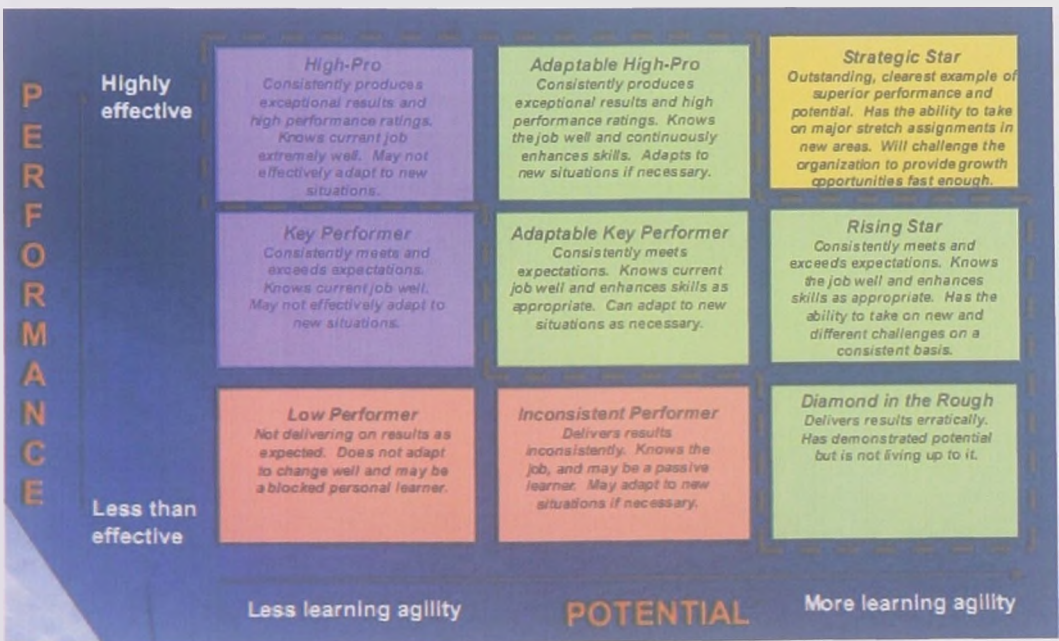 PERFORMANCE
Highly
effective
High-Pro
Consistently produces
exceptional results and
high performance ratings.
Knows current job
extremely well. May not
effectively adapt to new
situations.
Adaptable High-Pro
Consistently produces
exceptional results and high
performance ratings. Knows
the job well and continuously
enhances skills. Adapts to
new situations if necessary.
Strategic Star
Outstanding, clearest example of
superior performance and
potential. Has the ability to take
on major stretch assignments in
new areas. Will challenge the
organization to provide growth
opportunities fast enough.
Key Performer
Consistently meets and
exceeds expectations.
Knows current job well.
May not effectively adapt to
new situations.
Adaptable Key Performer
Consistently meets
expectations. Knows current
job well and enhances skills as
appropriate. Can adapt to new
situations as necessary.
Rising Star
Consistently meets and
exceeds expectations. Knows
the job well and enhances
skills as appropriate. Has the
ability to take on new and
different challenges on a
consistent basis.
Low Performer
Not delivering on results as
expected. Does not adapt
to change well and may be
a blocked personal learner.
Inconsistent Performer
Delivers results
inconsistently. Knows the
job, and may be a passive
learner. May adapt to new
situations if necessary.
Diamond in the Rough
Delivers results erratically.
Has demonstrated potential
but is not living up to it.
Less than
effective
Less learning agility
POTENTIAL
More learning agility